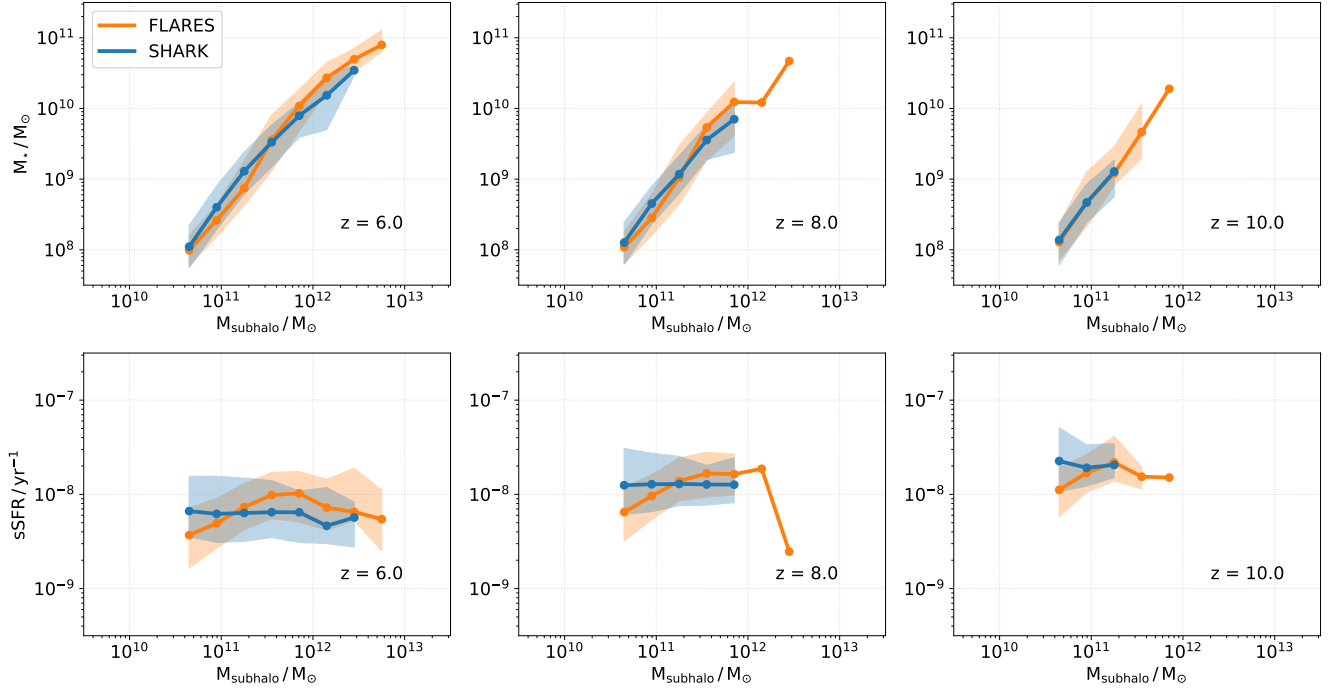 FLARES
SHARK
10¹¹
10¹⁰
10⁹
10⁸
M⋆ / M⊙
z = 6.0
10¹⁰ 10¹¹ 10¹² 10¹³
M_subhalo / M⊙
z = 8.0
10¹⁰ 10¹¹ 10¹² 10¹³
M_subhalo / M⊙
z = 10.0
10¹⁰ 10¹¹ 10¹² 10¹³
M_subhalo / M⊙
10¹¹
10¹⁰
10⁹
10⁸
10¹¹
10¹⁰
10⁹
10⁸
10⁻⁷
10⁻⁸
10⁻⁹
sSFR / yr⁻¹
z = 6.0
10¹⁰ 10¹¹ 10¹² 10¹³
M_subhalo / M⊙
10⁻⁷
10⁻⁸
10⁻⁹
z = 8.0
10¹⁰ 10¹¹ 10¹² 10¹³
M_subhalo / M⊙
10⁻⁷
10⁻⁸
10⁻⁹
z = 10.0
10¹⁰ 10¹¹ 10¹² 10¹³
M_subhalo / M⊙